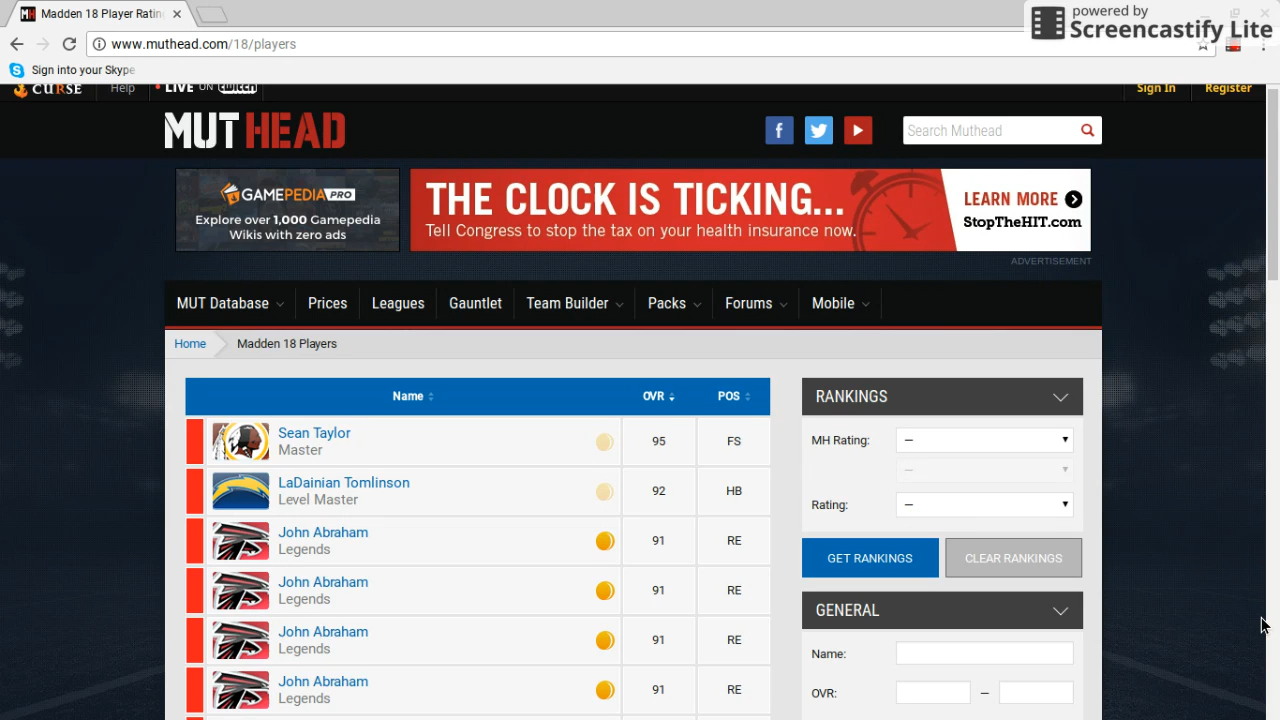 Madden 18 Player Ratin
powered by
Screencastify Lite
www.muthead.com/18/players
Sign into your Skype
CURSE
Help
LIVE ON twitch
Sign In
Register
MUT HEAD
Search Muthead
GAMEPEDIA PRO
Explore over 1,000 Gamepedia
Wikis with zero ads
THE CLOCK IS TICKING...
Tell Congress to stop the tax on your health insurance now.
LEARN MORE
StopTheHIT.com
ADVERTISEMENT
MUT Database
Prices
Leagues
Gauntlet
Team Builder
Packs
Forums
Mobile
Home
Madden 18 Players
Name OVR POS
Sean Taylor
Master
95 FS
LaDainian Tomlinson
Level Master
92 HB
John Abraham
Legends
91 RE
John Abraham
Legends
91 RE
John Abraham
Legends
91 RE
John Abraham
Legends
91 RE
RANKINGS
MH Rating: –
–
Rating: –
GET RANKINGS
CLEAR RANKINGS
GENERAL
Name:
OVR: –